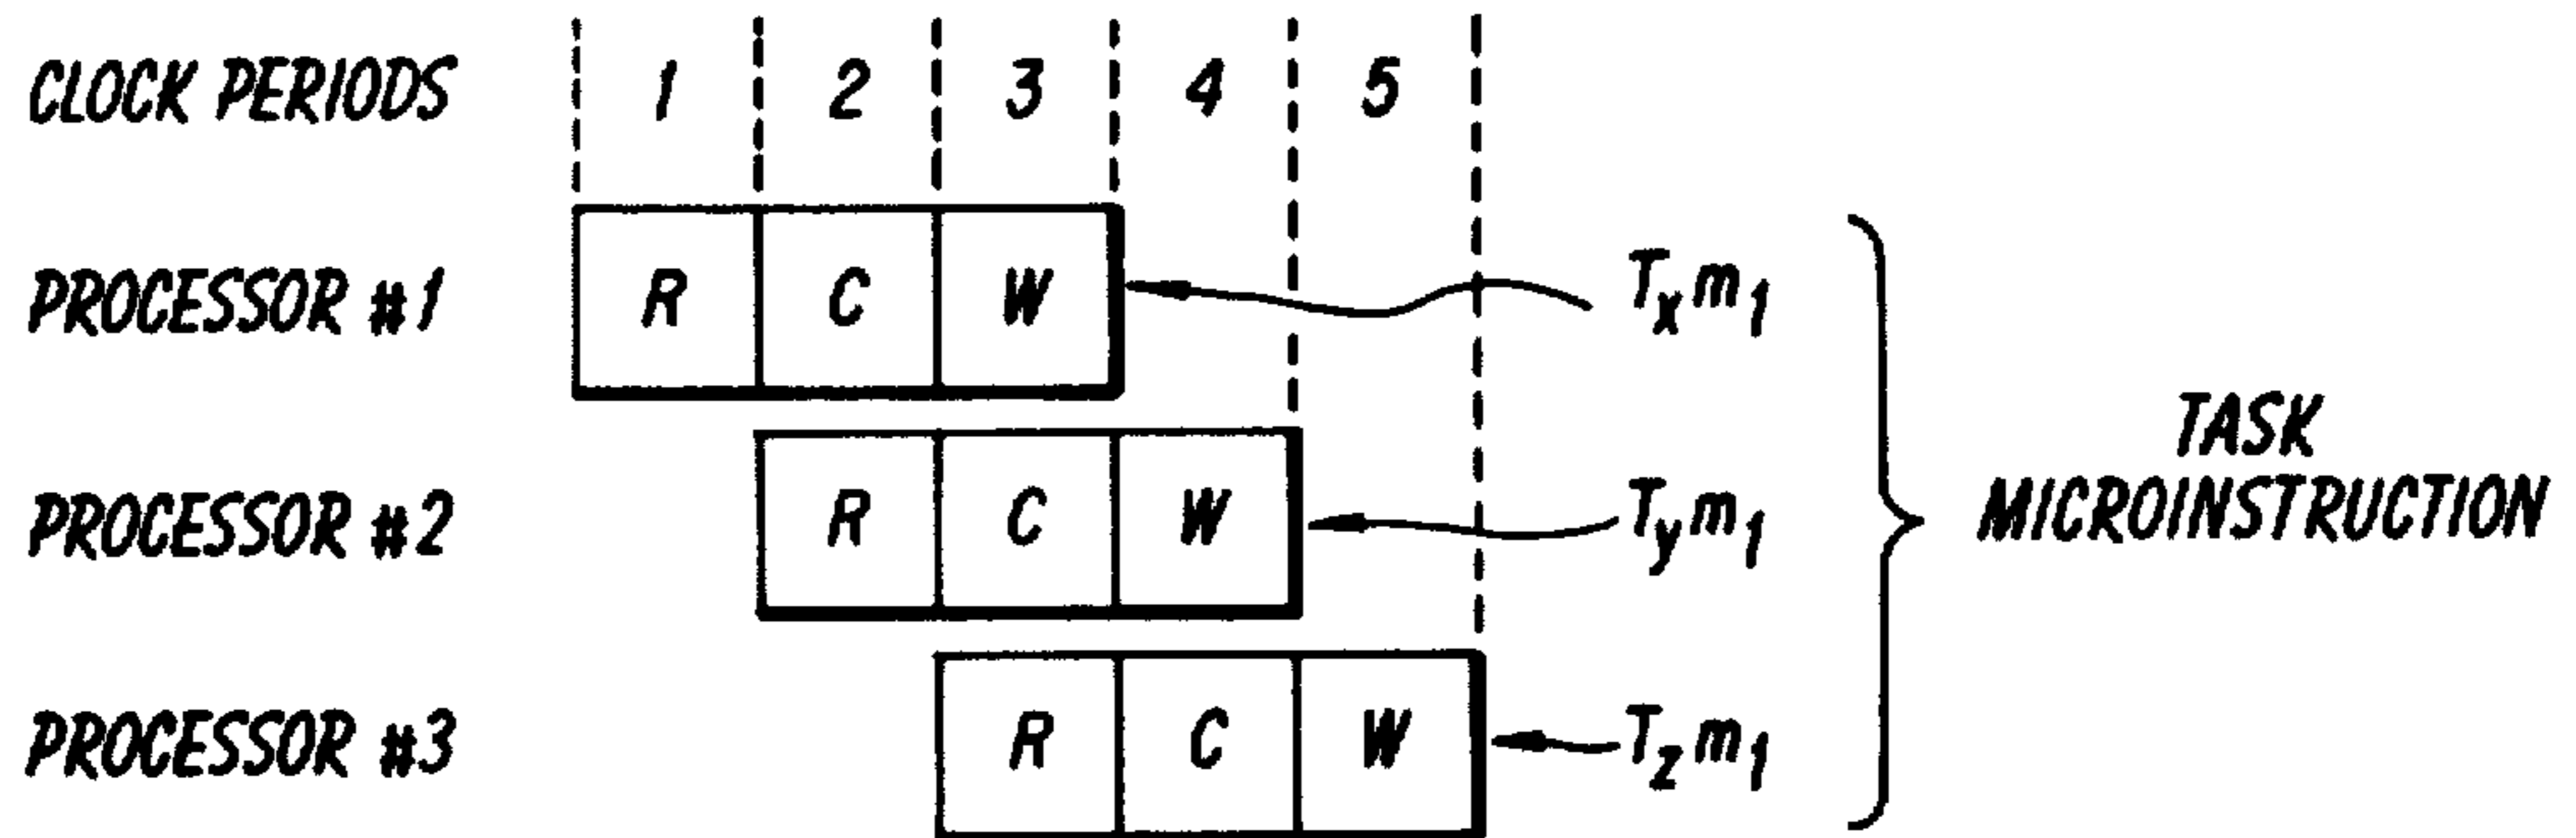 CLOCK PERIODS 1 2 3 4 5
PROCESSOR #1 R C W Txm1
PROCESSOR #2 R C W Tym1
PROCESSOR #3 R C W Tzm1
TASK
MICROINSTRUCTION